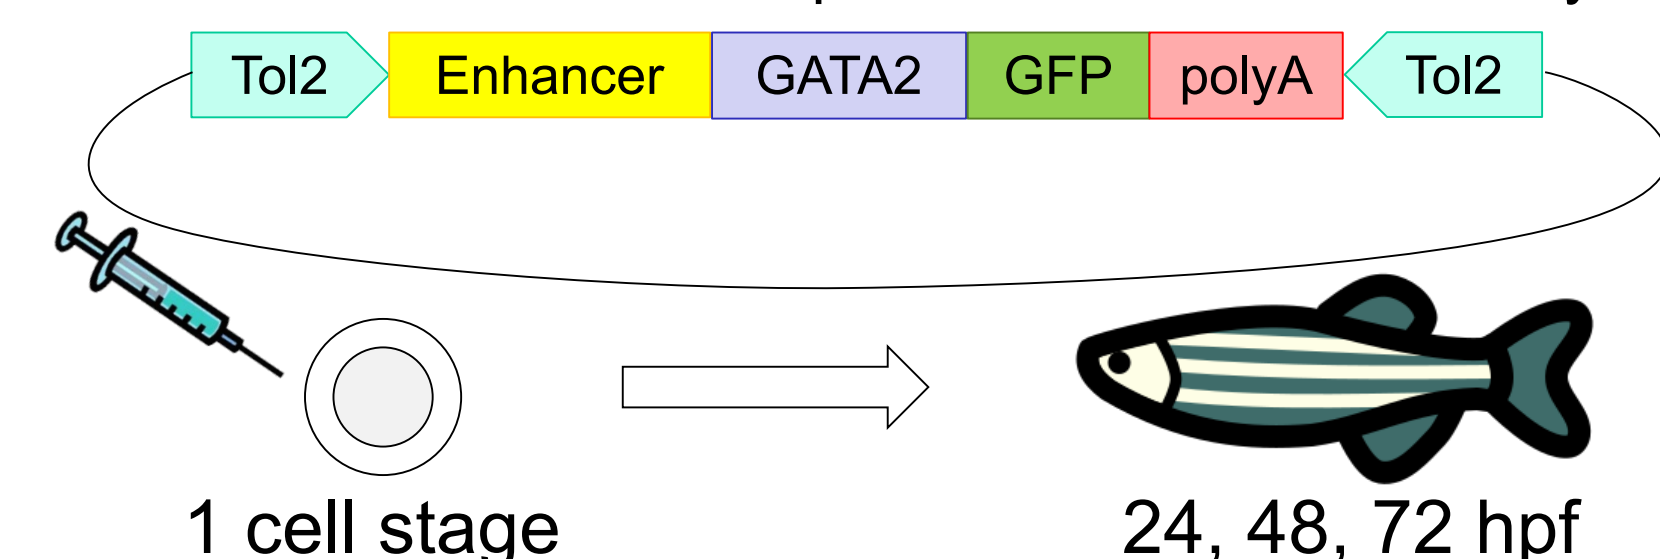 Tol2 Enhancer GATA2 GFP polyA Tol2
1 cell stage
24, 48, 72 hpf